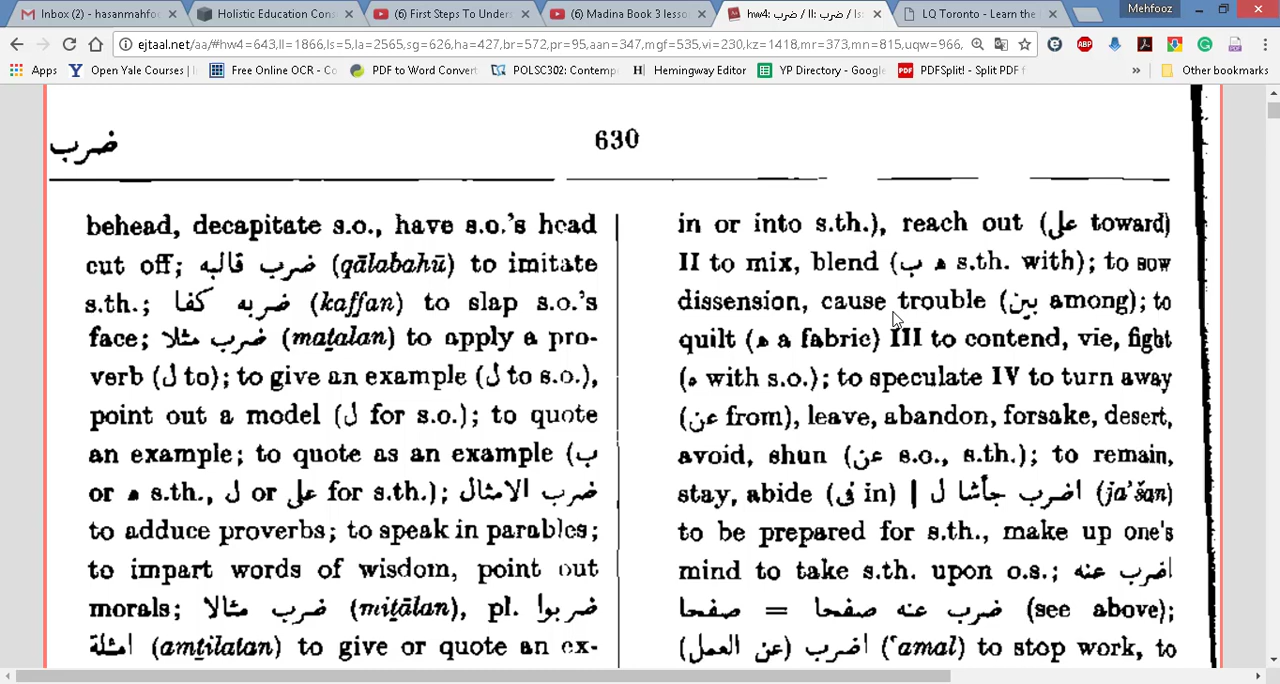 Inbox (2) - hasanmahfo
Holistic Education Con
(6) First Steps To Under
(6) Madina Book 3 less
hw4: ضرب / ll: ضرب / ls
LQ Toronto - Learn the
Mehfooz
ejtaal.net/aa/#hw4=643,ll=1866,ls=5,la=2665,sg=626,ha=427,br=572,pr=95,aan=347,mgf=535,vi=230,kz=1418,mr=373,mn=815,uqw=966,
Apps
Open Yale Courses |
Free Online OCR - Co
PDF to Word Convert
POLSC302: Contemp
Hemingway Editor
YP Directory - Google
PDFSplit! - Split PDF f
»
Other bookmarks
ضرب
630
behead, decapitate s.o., have s.o.'s head
cut off; ضرب قالبه (qālabahū) to imitate
s.th.; ضربه كفا (kaffan) to slap s.o.'s
face; ضرب مثلا (maṯalan) to apply a pro-
verb (ل to); to give an example (ل to s.o.),
point out a model (ل for s.o.); to quote
an example; to quote as an example (ب
or ه s.th., ل or على for s.th.); ضرب الامثال
to adduce proverbs; to speak in parables;
to impart words of wisdom, point out
morals; ضرب مثالا (miṯālan), pl. ضربوا
امثلة (amṯilatan) to give or quote an ex-
in or into s.th.), reach out (على toward)
II to mix, blend (ب ه s.th. with); to sow
dissension, cause trouble (بين among); to
quilt (ه a fabric) III to contend, vie, fight
(ه with s.o.); to speculate IV to turn away
(عن from), leave, abandon, forsake, desert,
avoid, shun (عن s.o., s.th.); to remain,
stay, abide (فى in) | اضرب جأشا ل (ja'šan)
to be prepared for s.th., make up one's
mind to take s.th. upon o.s.; اضرب عنه
صفحا = ضرب عنه صفحا (see above);
اضرب (عن العمل) (ʿamal) to stop work, to